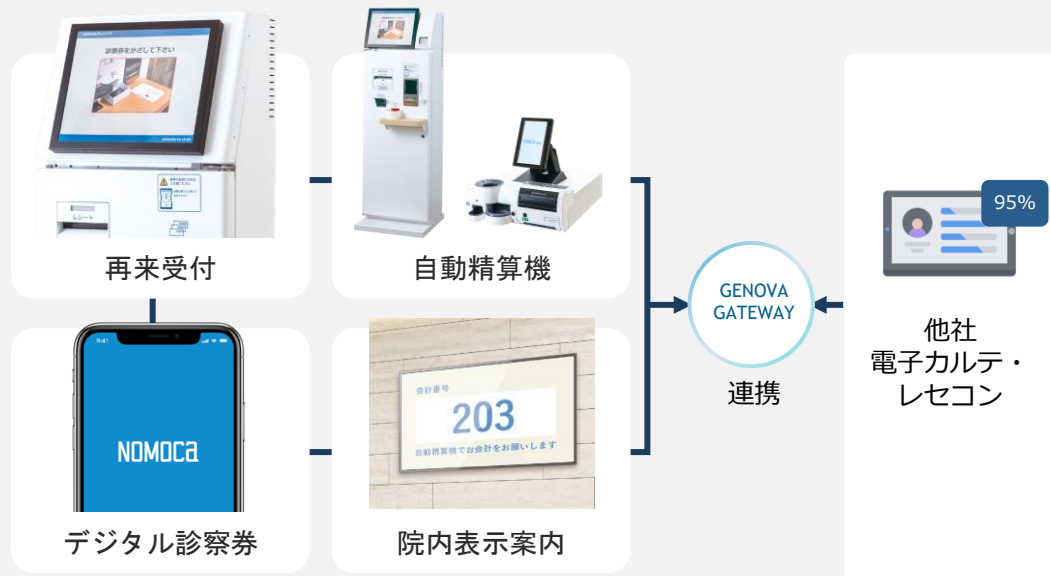 診察券をかざして下さい
レシート
再来受付
自動精算機
9:41
NOMOCa
デジタル診察券
会計番号
203
自動精算機でお会計をお願いします
院内表示案内
GENOVA
GATEWAY
連携
95%
他社
電子カルテ・
レセコン